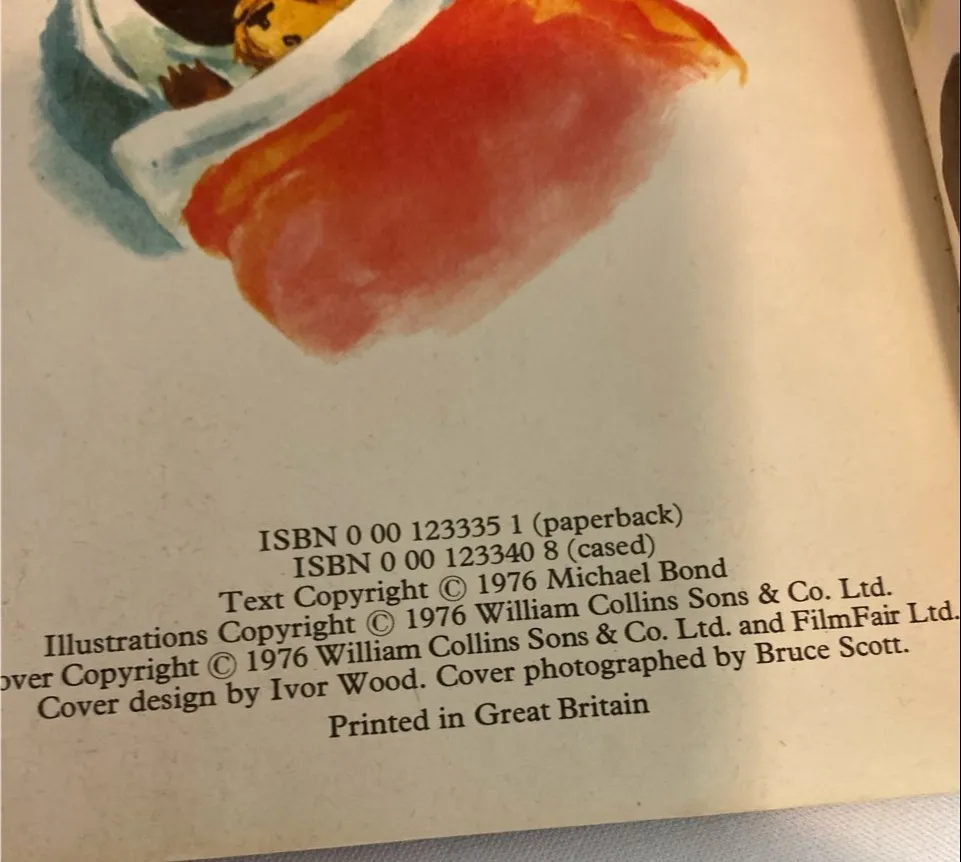 ISBN 0 00 123335 1 (paperback)
ISBN 0 00 123340 8 (cased)
Text Copyright © 1976 Michael Bond
Illustrations Copyright © 1976 William Collins Sons & Co. Ltd.
over Copyright © 1976 William Collins Sons & Co. Ltd. and FilmFair Ltd.
Cover design by Ivor Wood. Cover photographed by Bruce Scott.
Printed in Great Britain